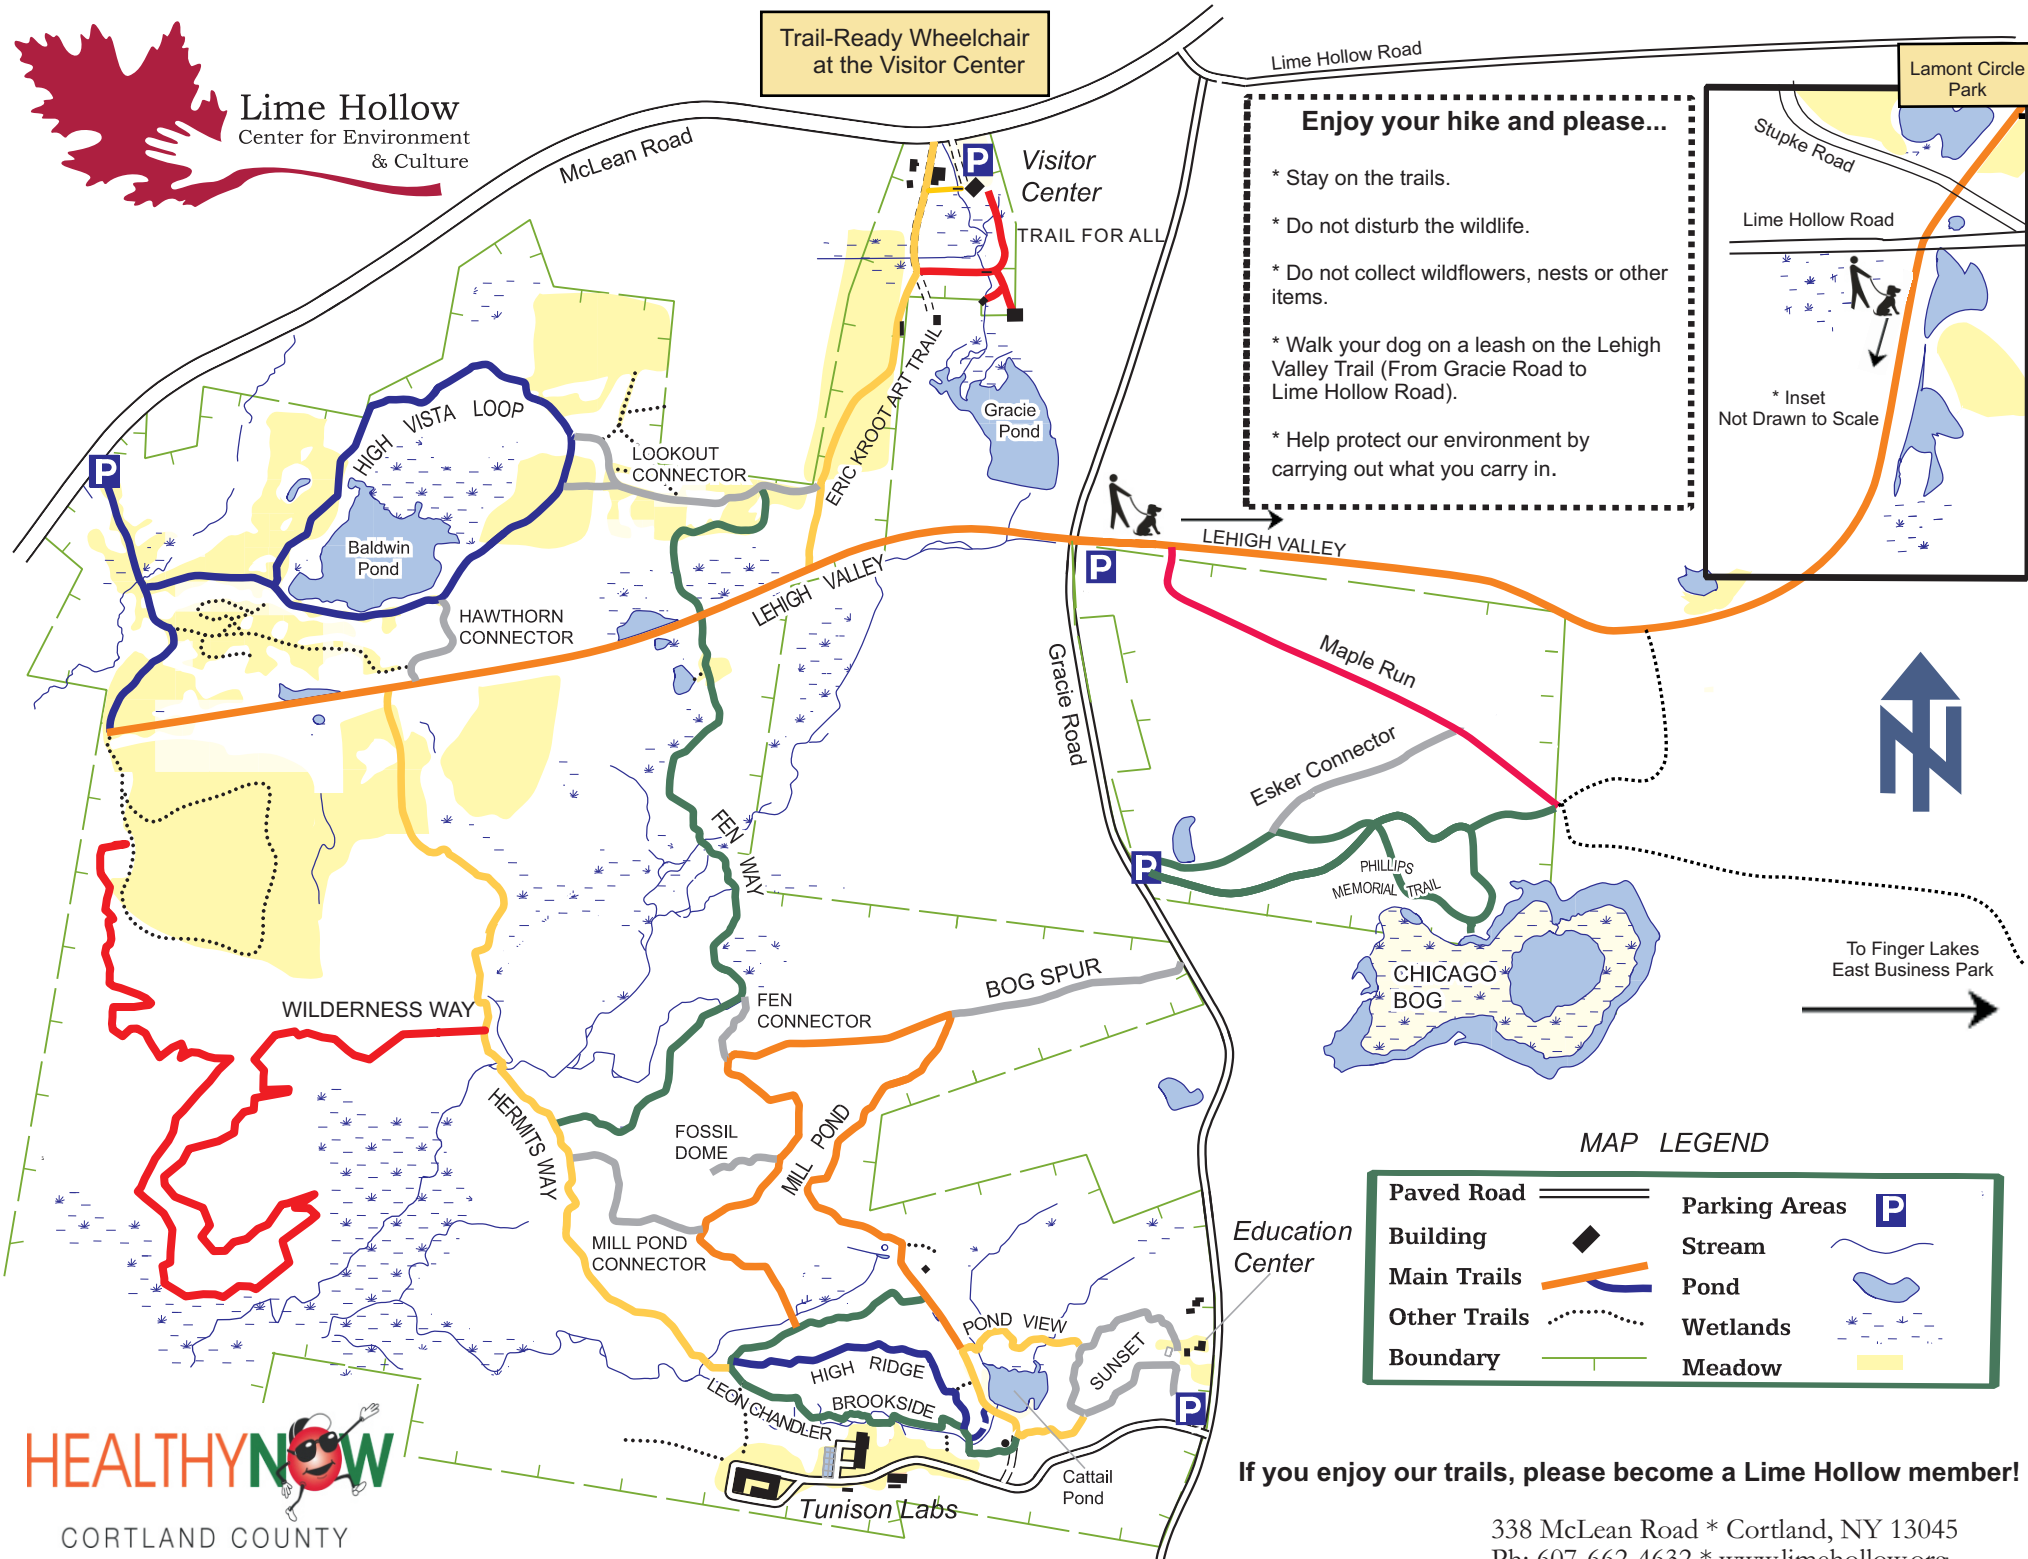 Lime Hollow
Center for Environment
& Culture
Trail-Ready Wheelchair
at the Visitor Center
McLean Road
Lime Hollow Road
Lamont Circle
Park
Stupke Road
Lime Hollow Road
* Inset
Not Drawn to Scale
Enjoy your hike and please...
* Stay on the trails.
* Do not disturb the wildlife.
* Do not collect wildflowers, nests or other
items.
* Walk your dog on a leash on the Lehigh
Valley Trail (From Gracie Road to
Lime Hollow Road).
* Help protect our environment by
carrying out what you carry in.
P
Visitor
Center
TRAIL FOR ALL
ERIC KROOT ART TRAIL
Gracie
Pond
HIGH VISTA LOOP
LOOKOUT
CONNECTOR
P
Baldwin
Pond
HAWTHORN
CONNECTOR
LEHIGH VALLEY
LEHIGH VALLEY
P
Gracie Road
Maple Run
Esker Connector
N
FEN WAY
P
PHILLIPS
MEMORIAL TRAIL
CHICAGO
BOG
To Finger Lakes
East Business Park
WILDERNESS WAY
FEN
CONNECTOR
BOG SPUR
HERMITS WAY
FOSSIL
DOME
MILL POND
MILL POND
CONNECTOR
Education
Center
POND VIEW
SUNSET
HIGH RIDGE
LEON CHANDLER
BROOKSIDE
P
Cattail
Pond
Tunison Labs
MAP LEGEND
Paved Road
Building
Main Trails
Other Trails
Boundary
Parking Areas P
Stream
Pond
Wetlands
Meadow
HEALTHYNOW
CORTLAND COUNTY
If you enjoy our trails, please become a Lime Hollow member!
338 McLean Road * Cortland, NY 13045
Ph: 607-662-4632 * www.limehollow.org